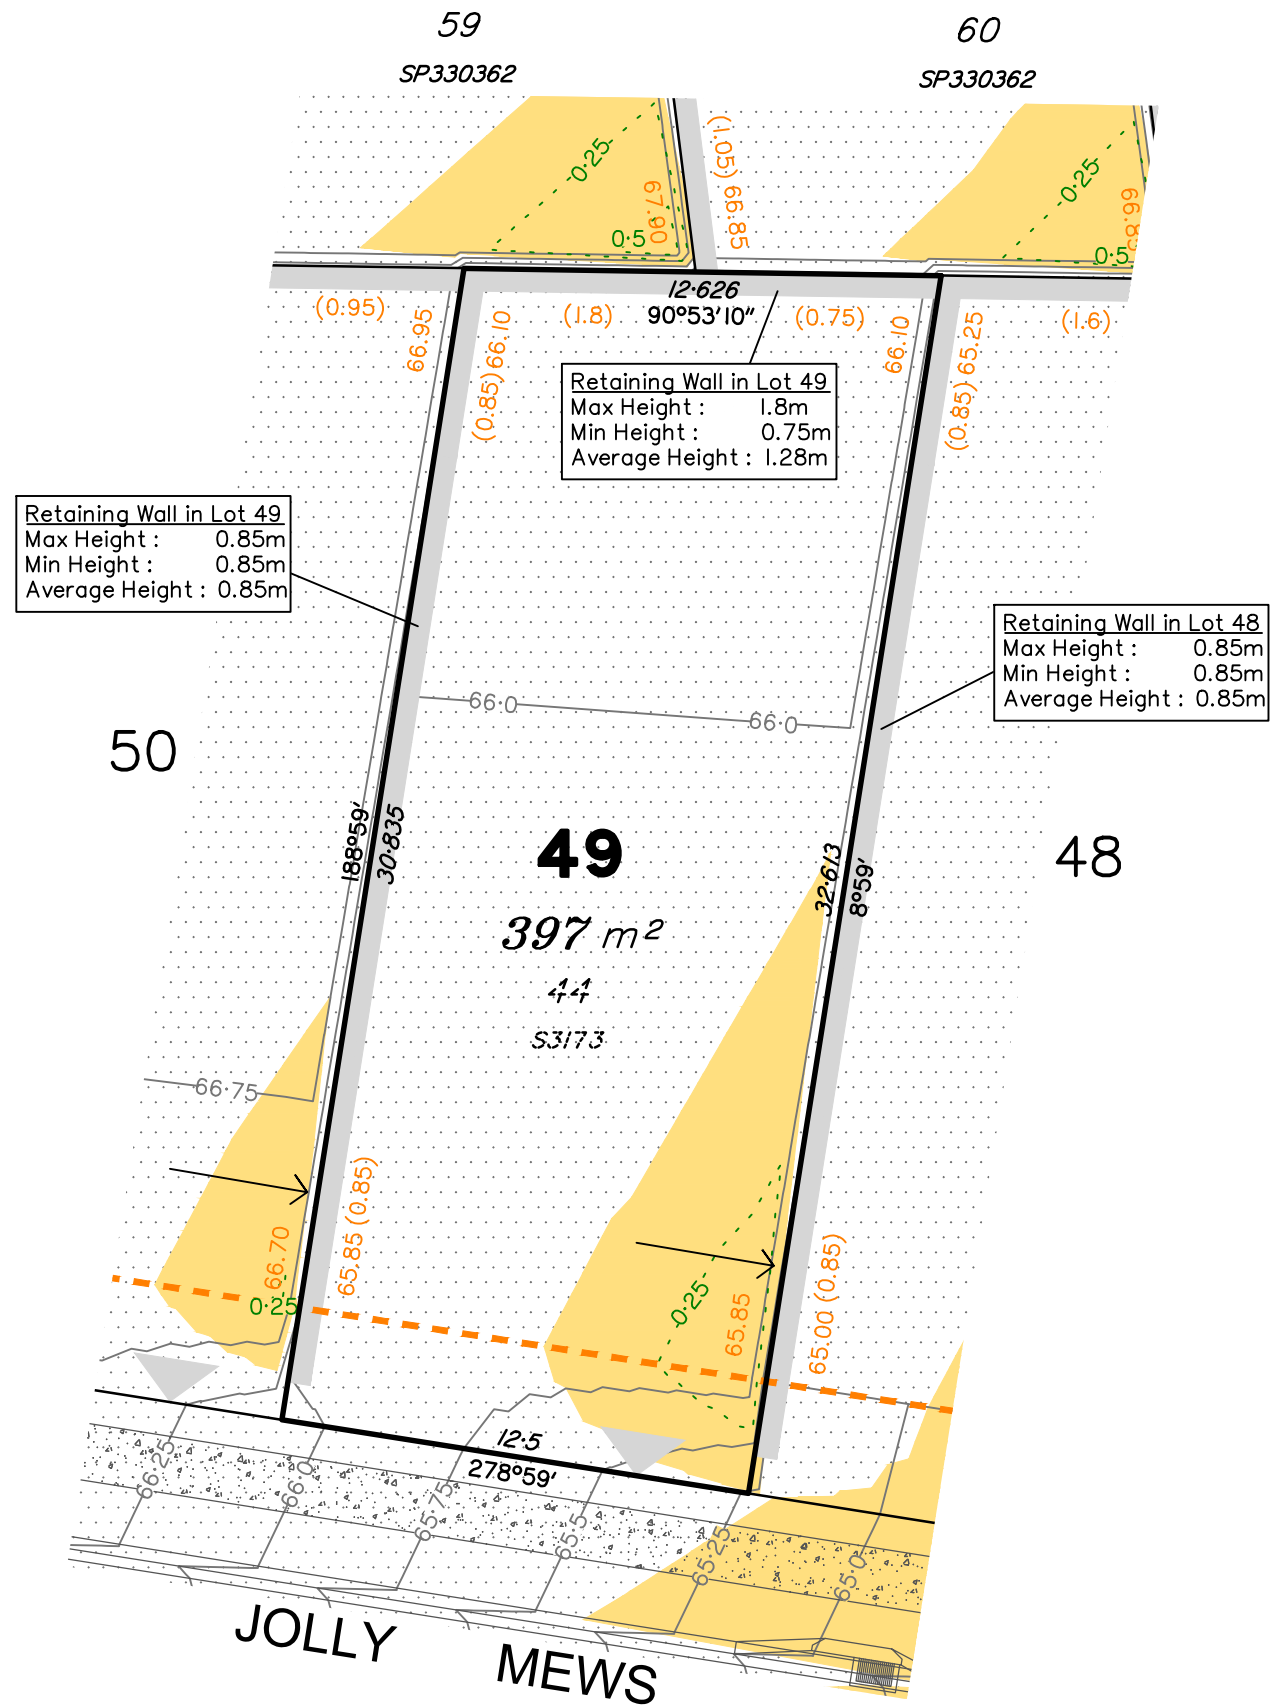 59
SP330362
60
SP330362
0·25
67.90
0·5
(1.05) 66.85
0·25
66.85
0·5
(0.95)
66.95
(0.85) 66.10
(1.8)
12·626
90°53'10"
(0.75)
66.10
(0.85) 65.25
(1.6)
Retaining Wall in Lot 49
Max Height : 1.8m
Min Height : 0.75m
Average Height : 1.28m
Retaining Wall in Lot 49
Max Height : 0.85m
Min Height : 0.85m
Average Height : 0.85m
Retaining Wall in Lot 48
Max Height : 0.85m
Min Height : 0.85m
Average Height : 0.85m
66·0
66·0
50
188°59'
30·835
49
397 m²
44
S3173
32·613
8°59'
48
66·75
66.70
0·25
65.85 (0.85)
0·25
65.85
65.00 (0.85)
12·5
278°59'
66·25
66·0
65·75
65·5
65·25
65·0
JOLLY MEWS